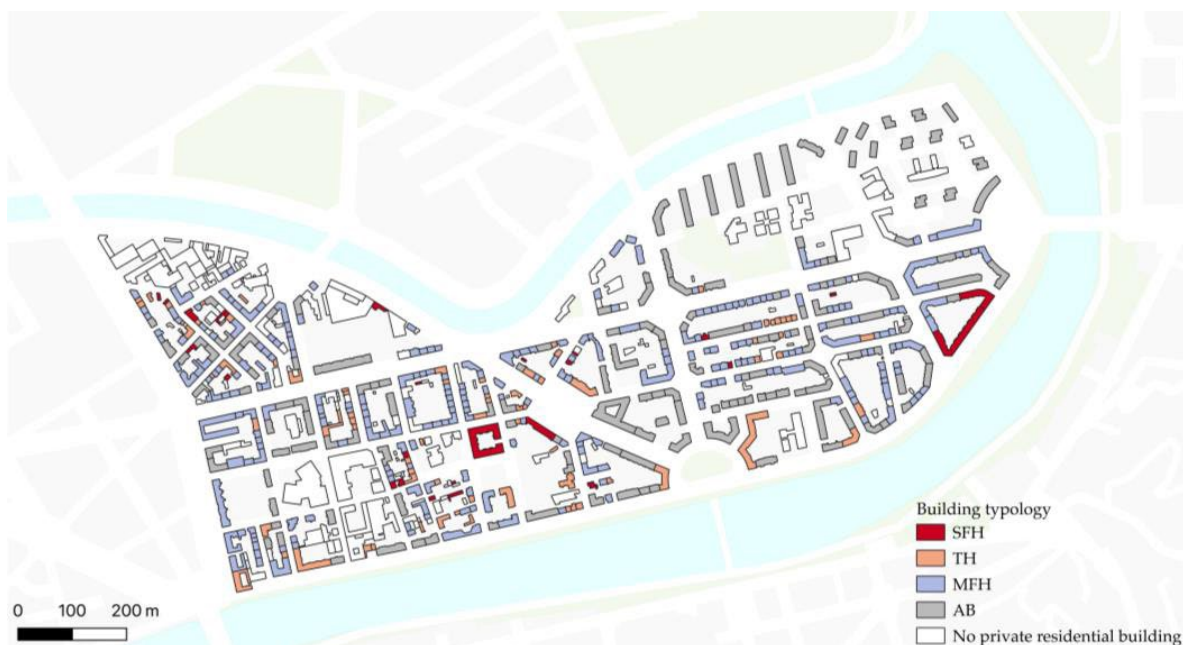 Building typology
SFH
TH
MFH
AB
No private residential building
0 100 200 m